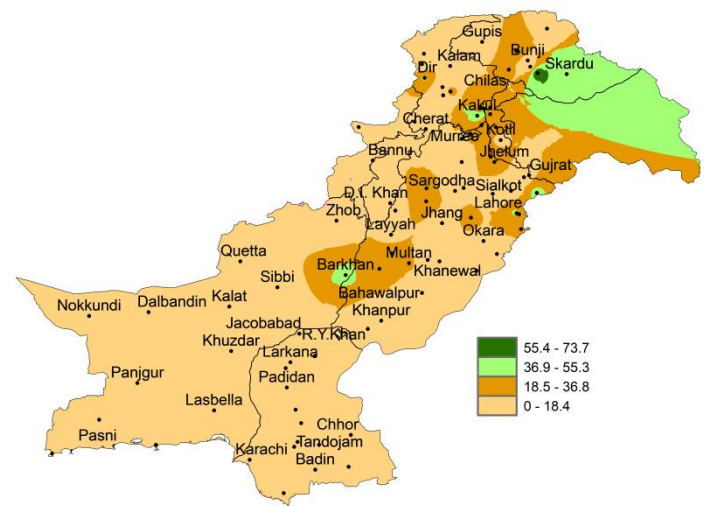 Gupis
Bunji
Kalam
Skardu
Dir
Chilas
Kakul
Cherat
Kotli
Murree
Bannu
Jhelum
Gujrat
Sargodha
Sialkot
D.I. Khan
Lahore
Zhob
Jhang
Layyah
Okara
Quetta
Multan
Barkhan
Khanewal
Sibbi
Bahawalpur
Nokkundi
Dalbandin
Kalat
Khanpur
Jacobabad
R.Y.Khan
Khuzdar
Larkana
Panjgur
Padidan
Lasbella
Chhor
Pasni
Tandojam
Karachi
Badin
55.4 - 73.7
36.9 - 55.3
18.5 - 36.8
0 - 18.4